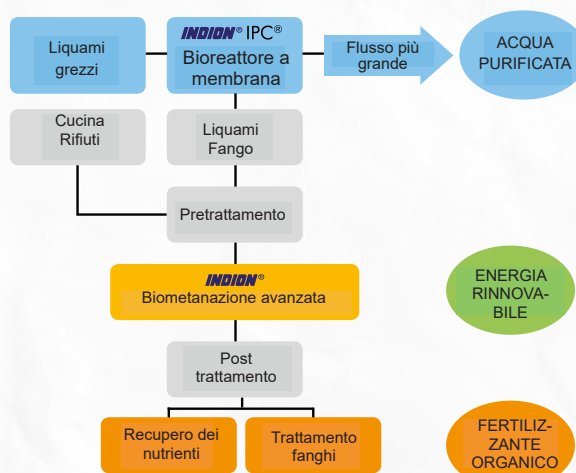 Liquami
grezzi
INDION® IPC®
Bioreattore a
membrana
Flusso più
grande
ACQUA
PURIFICATA
Cucina
Rifiuti
Liquami
Fango
Pretrattamento
INDION®
Biometanazione avanzata
ENERGIA
RINNOVA-
BILE
Post
trattamento
Recupero dei
nutrienti
Trattamento
fanghi
FERTILIZ-
ZANTE
ORGANICO